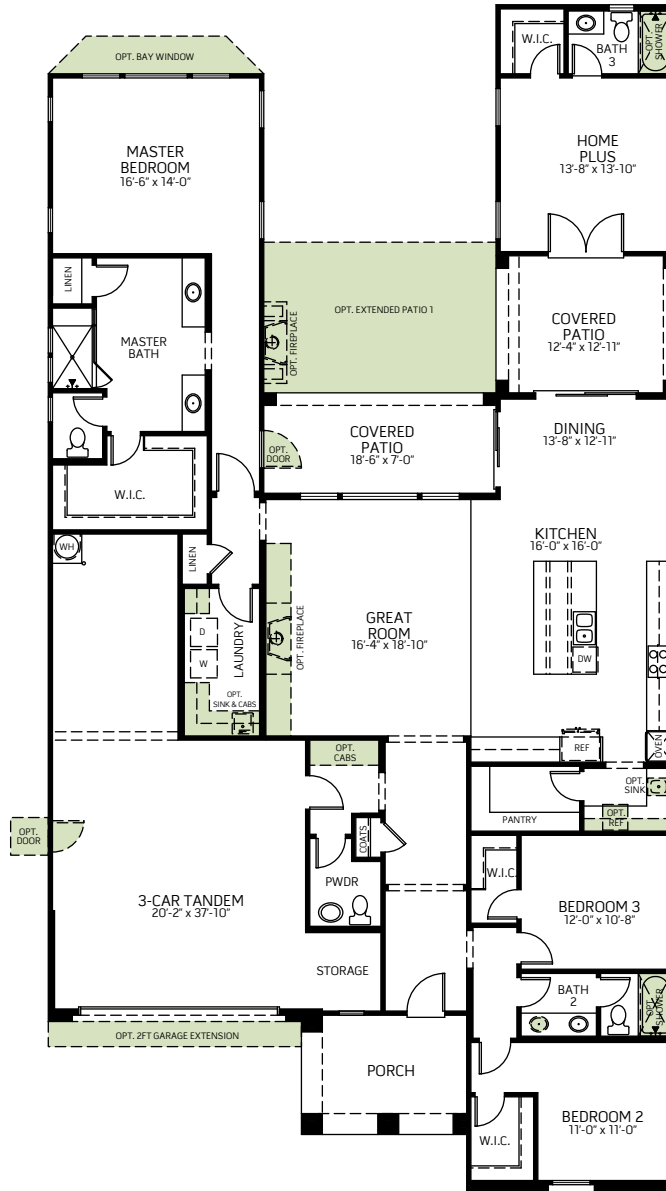 OPT. BAY WINDOW
W.I.C.
BATH
3
OPT.
SHOWER
MASTER
BEDROOM
16'-6" x 14'-0"
HOME
PLUS
13'-8" x 13'-10"
LINEN
MASTER
BATH
OPT. EXTENDED PATIO 1
OPT. FIREPLACE
COVERED
PATIO
12'-4" x 12'-11"
COVERED
PATIO
18'-6" x 7'-0"
OPT.
DOOR
DINING
13'-8" x 12'-11"
W.I.C.
KITCHEN
16'-0" x 16'-0"
WH
LINEN
D
W
LAUNDRY
OPT.
SINK & CABS
OPT. FIREPLACE
GREAT
ROOM
16'-4" x 18'-10"
DW
REF
OVEN
OPT.
CABS
PANTRY
OPT.
SINK
OPT.
REF
OPT.
DOOR
COATS
PWDR
W.I.C.
BEDROOM 3
12'-0" x 10'-8"
3-CAR TANDEM
20'-2" x 37'-10"
STORAGE
BATH
2
OPT.
SHOWER
OPT. 2FT GARAGE EXTENSION
PORCH
W.I.C.
BEDROOM 2
11'-0" x 11'-0"